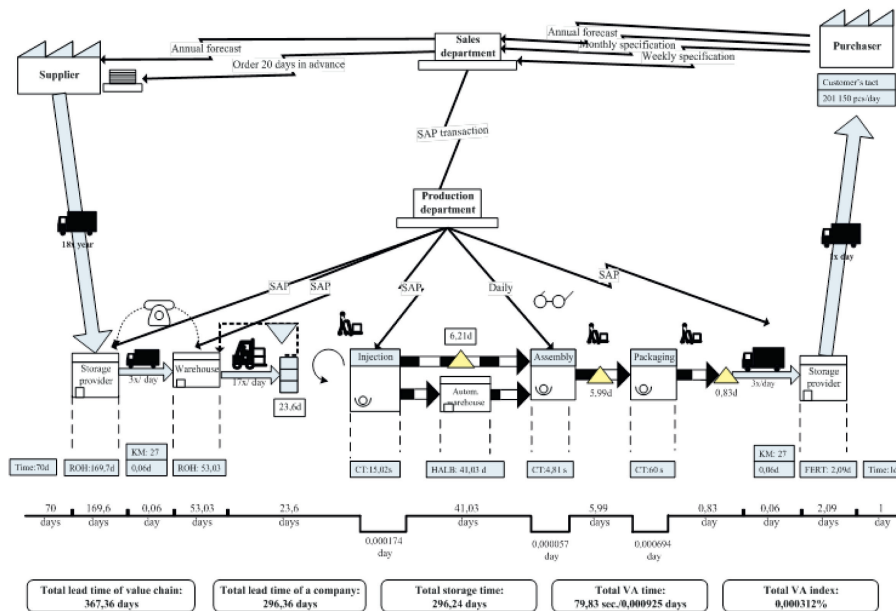 Supplier
Annual forecast
Order 20 days in advance
Sales
department
Annual forecast
Monthly specification
Weekly specification
Purchaser
Customer's tact
201 150 pcs/day
SAP transaction
Production
department
18x year
1x day
SAP
SAP
SAP
Daily
SAP
Storage
provider
3x/ day
Warehouse
17x/ day
23,6d
Injection
6,21d
Autom.
warehouse
Assembly
5,99d
Packaging
0,83d
3x/day
Storage
provider
Time:70d
ROH:169,7d
KM: 27
0,06d
ROH: 53,03
CT:15,02s
HALB: 41,03 d
CT:4,81 s
CT:60 s
KM: 27
0,06d
FERT: 2,09d
Time:1d
70
days
169,6
days
0,06
day
53,03
days
23,6
days
0,000174
day
41,03
days
0,000057
day
5,99
days
0,000694
day
0,83
day
0,06
day
2,09
days
1
day
Total lead time of value chain:
367,36 days
Total lead time of a company:
296,36 days
Total storage time:
296,24 days
Total VA time:
79,83 sec./0,000925 days
Total VA index:
0,000312%